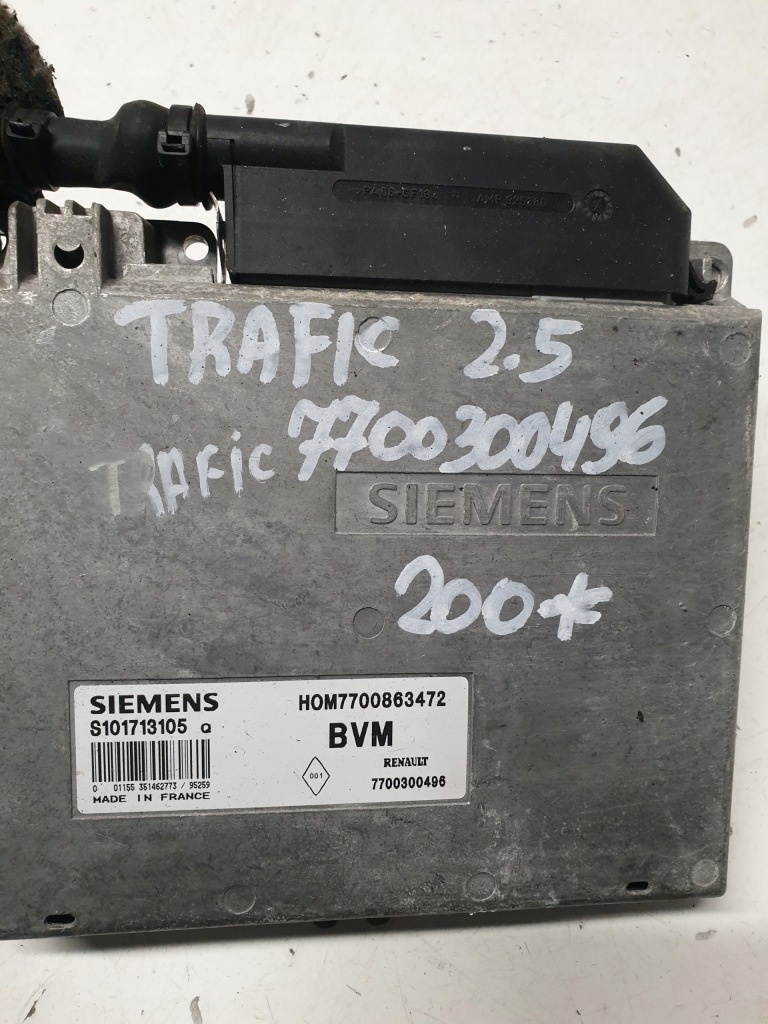 TRAFIC 2.5
TRAFIC 7700300496
SIEMENS
200*
SIEMENS HOM7700863472
S101713105 Q
BVM
RENAULT
001
7700300496
0 01155 351462773 / 95259
MADE IN FRANCE